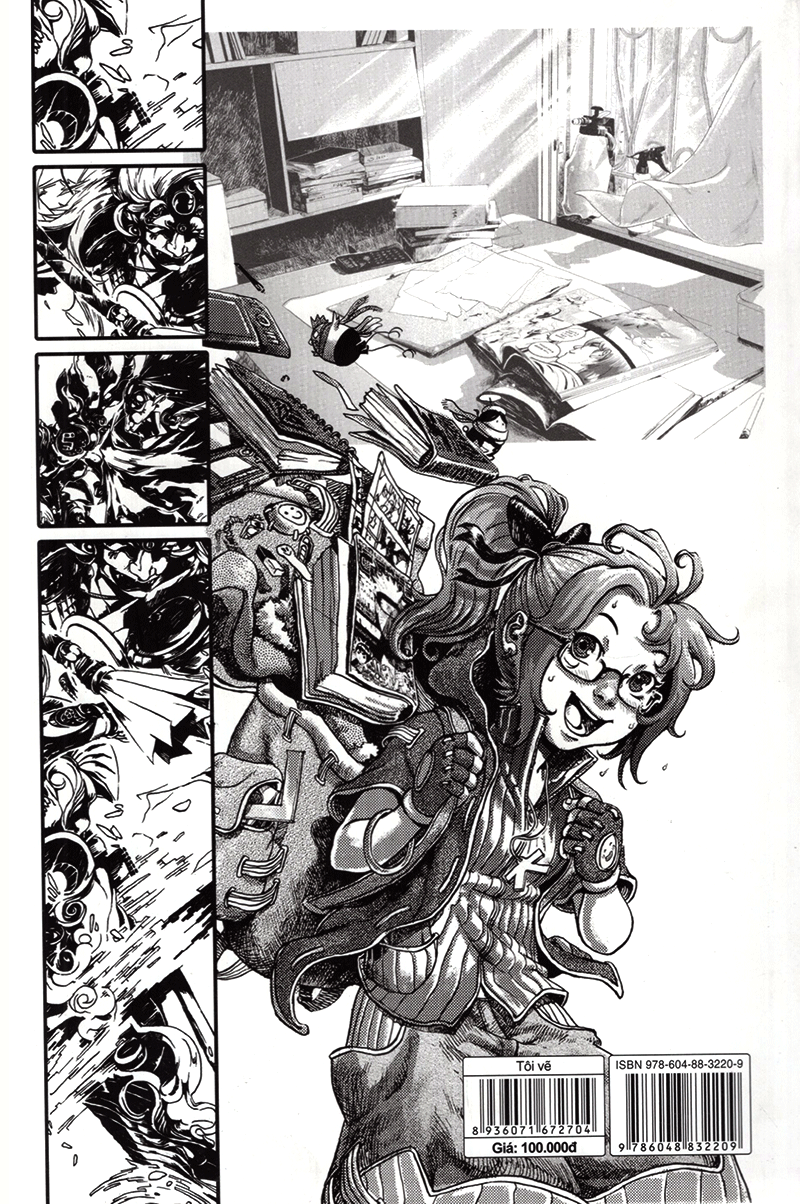 Tôi vẽ
8 936071 672704
Giá: 100.000đ
ISBN 978-604-88-3220-9
9 786048 832209